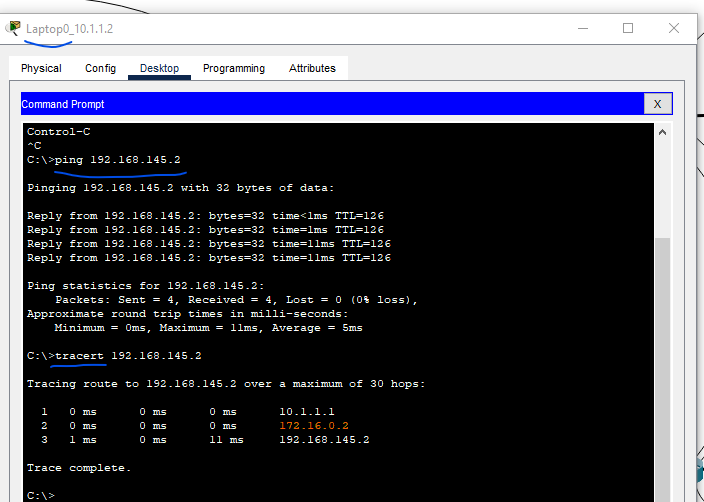 Laptop0_10.1.1.2
Physical Config Desktop Programming Attributes
Command Prompt X
Control-C
^C
C:\>ping 192.168.145.2
Pinging 192.168.145.2 with 32 bytes of data:
Reply from 192.168.145.2: bytes=32 time<1ms TTL=126
Reply from 192.168.145.2: bytes=32 time=1ms TTL=126
Reply from 192.168.145.2: bytes=32 time=11ms TTL=126
Reply from 192.168.145.2: bytes=32 time=11ms TTL=126
Ping statistics for 192.168.145.2:
Packets: Sent = 4, Received = 4, Lost = 0 (0% loss),
Approximate round trip times in milli-seconds:
Minimum = 0ms, Maximum = 11ms, Average = 5ms
C:\>tracert 192.168.145.2
Tracing route to 192.168.145.2 over a maximum of 30 hops:
1 0 ms 0 ms 0 ms 10.1.1.1
2 0 ms 0 ms 0 ms 172.16.0.2
3 1 ms 0 ms 11 ms 192.168.145.2
Trace complete.
C:\>